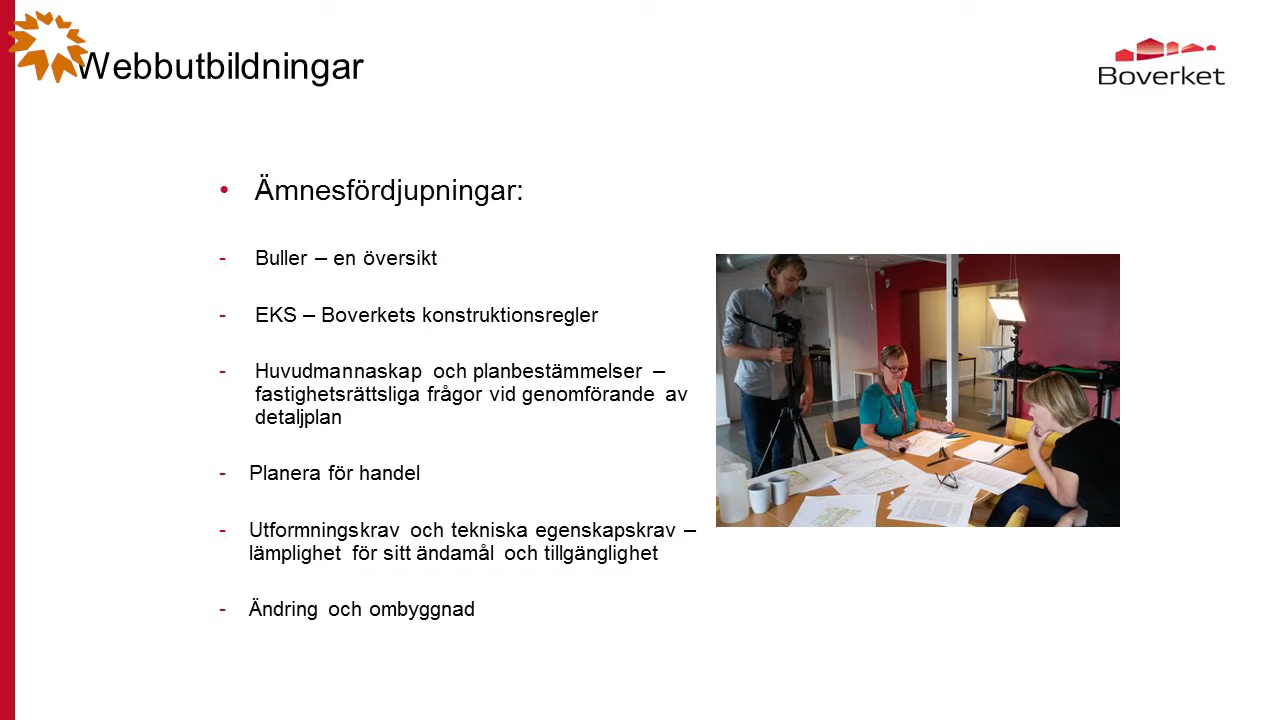 Webbutbildningar
Boverket
• Ämnesfördjupningar:
- Buller – en översikt
- EKS – Boverkets konstruktionsregler
- Huvudmannaskap och planbestämmelser –
fastighetsrättsliga frågor vid genomförande av
detaljplan
- Planera för handel
- Utformningskrav och tekniska egenskapskrav –
lämplighet för sitt ändamål och tillgänglighet
- Ändring och ombyggnad
G